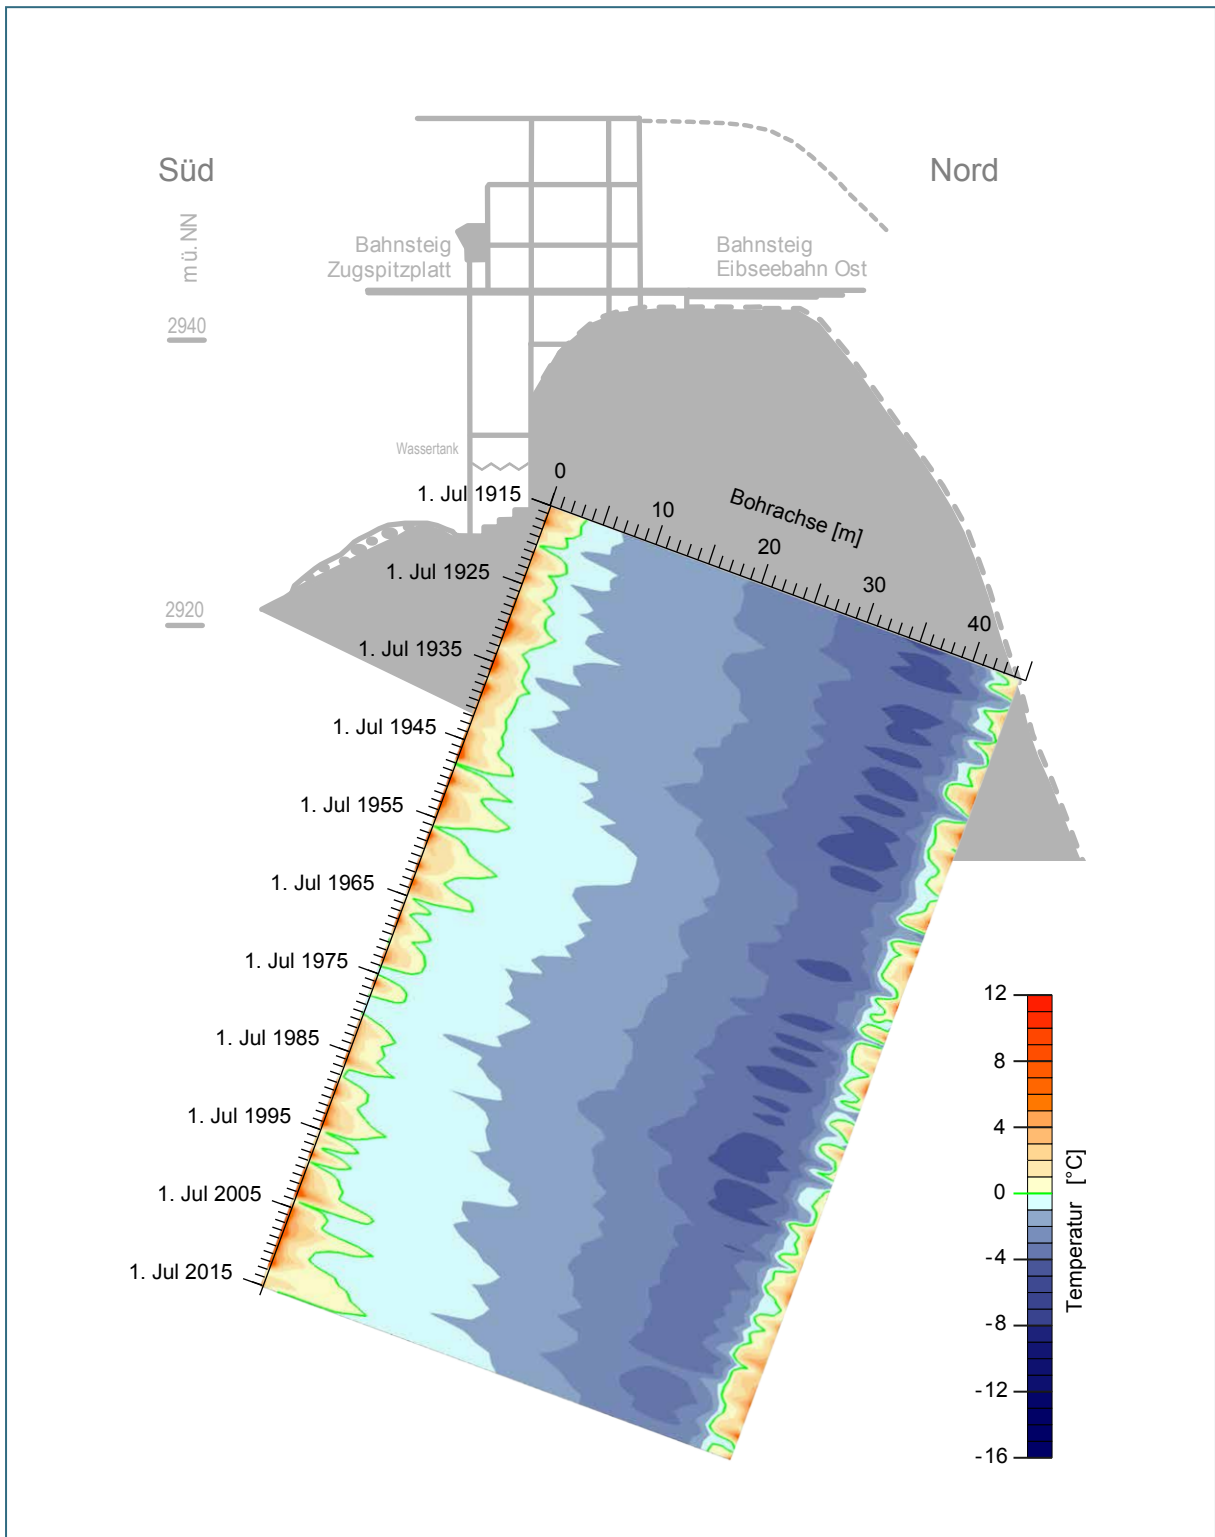 Süd
Nord
m ü. NN
Bahnsteig
Zugspitzplatt
Bahnsteig
Eibseebahn Ost
2940
Wassertank
0
10
20
30
40
Bohrachse [m]
1. Jul 1915
1. Jul 1925
2920
1. Jul 1935
1. Jul 1945
1. Jul 1955
1. Jul 1965
1. Jul 1975
1. Jul 1985
1. Jul 1995
1. Jul 2005
1. Jul 2015
12
8
4
0
-4
-8
-12
-16
Temperatur [°C]